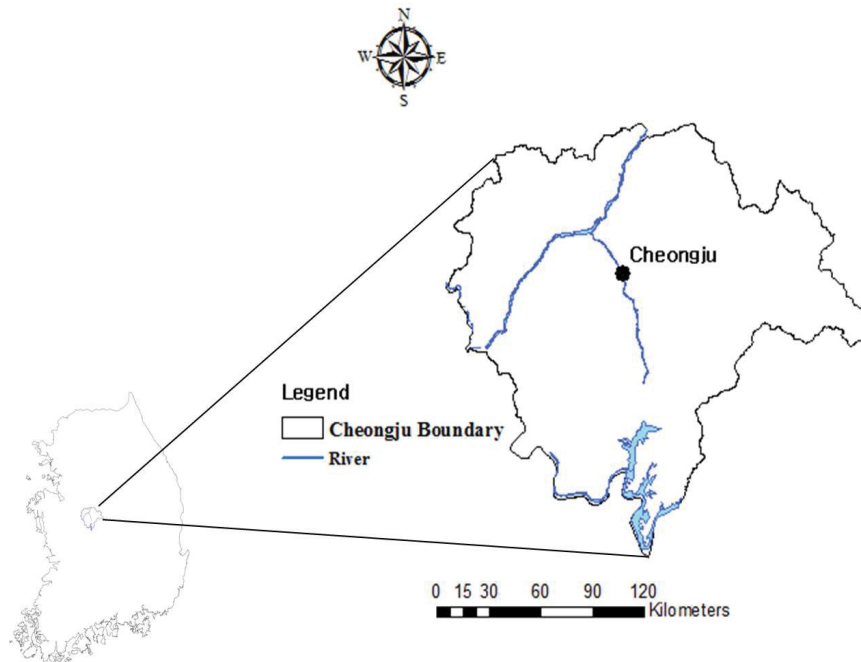 N
W E
S
Cheongju
Legend
Cheongju Boundary
River
0 15 30 60 90 120
Kilometers